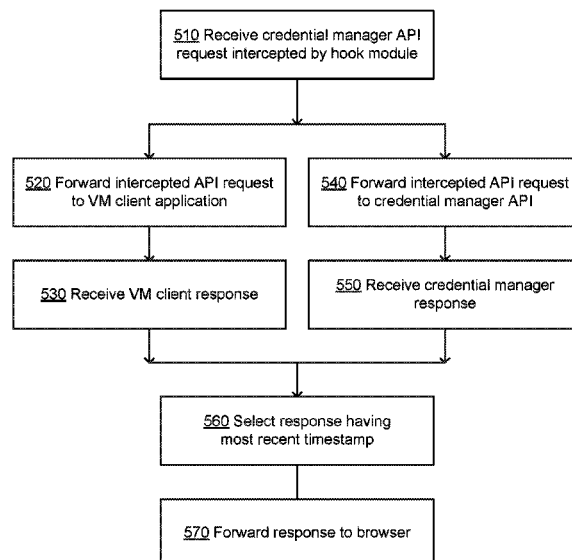 510 Receive credential manager API
request intercepted by hook module
520 Forward intercepted API request
to VM client application
540 Forward intercepted API request
to credential manager API
530 Receive VM client response
550 Receive credential manager
response
560 Select response having
most recent timestamp
570 Forward response to browser